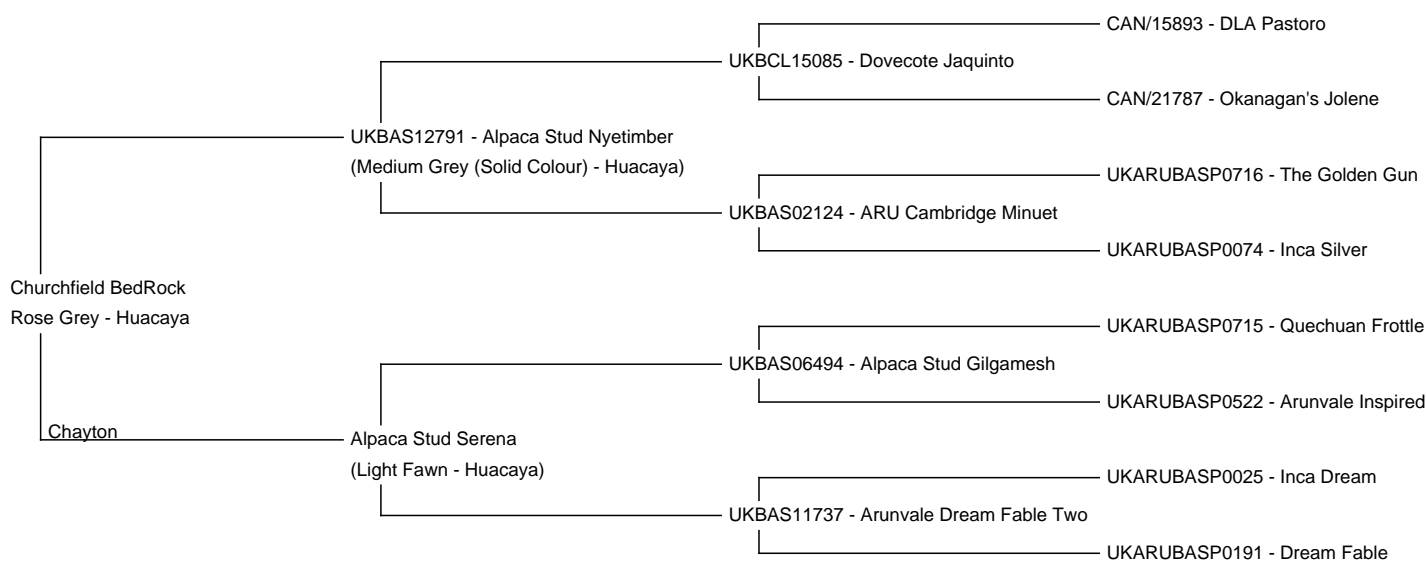 CAN/15893 - DLA Pastoro
UKBCL15085 - Dovecote Jaquinto
CAN/21787 - Okanagan's Jolene
UKBAS12791 - Alpaca Stud Nyetimber
(Medium Grey (Solid Colour) - Huacaya)
UKARUBASP0716 - The Golden Gun
UKBAS02124 - ARU Cambridge Minuet
UKARUBASP0074 - Inca Silver
Churchfield BedRock
Rose Grey - Huacaya
UKARUBASP0715 - Quechuan Frottle
UKBAS06494 - Alpaca Stud Gilgamesh
UKARUBASP0522 - Arunvale Inspired
Chayton
Alpaca Stud Serena
(Light Fawn - Huacaya)
UKARUBASP0025 - Inca Dream
UKBAS11737 - Arunvale Dream Fable Two
UKARUBASP0191 - Dream Fable